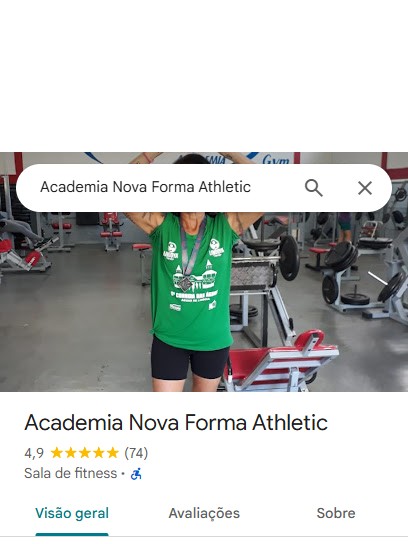 Gym
Academia Nova Forma Athletic
Academia Nova Forma Athletic
4,9 (74)
Sala de fitness ·
Visão geral Avaliações Sobre